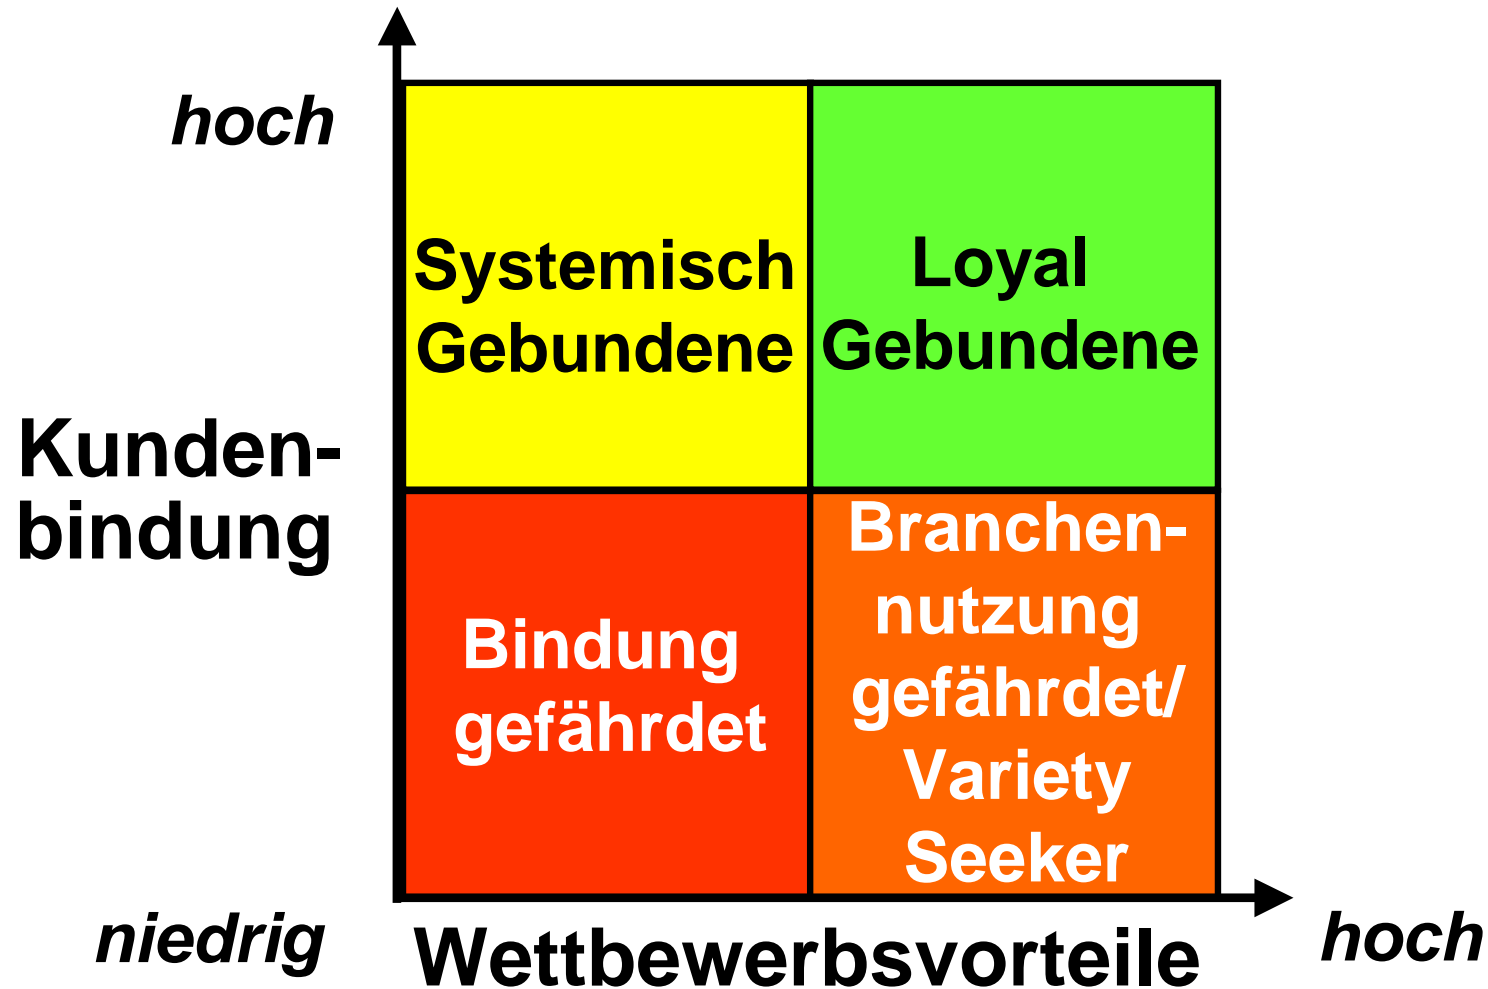 hoch
Systemisch
Gebundene
Loyal
Gebundene
Kunden-
bindung
Bindung
gefährdet
Branchen-
nutzung
gefährdet/
Variety
Seeker
niedrig
Wettbewerbsvorteile
hoch